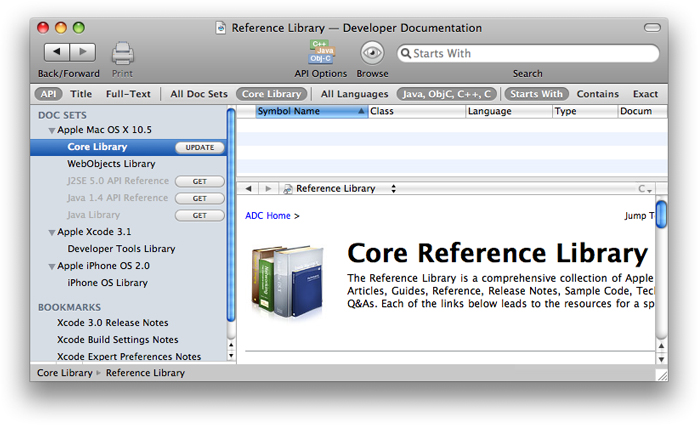 Reference Library — Developer Documentation
C++ Java Obj-C
Starts With
Back/Forward Print API Options Browse Search
API Title Full-Text All Doc Sets Core Library All Languages Java, ObjC, C++, C Starts With Contains Exact
DOC SETS
Apple Mac OS X 10.5
Core Library UPDATE
WebObjects Library
J2SE 5.0 API Reference GET
Java 1.4 API Reference GET
Java Library GET
Apple Xcode 3.1
Developer Tools Library
Apple iPhone OS 2.0
iPhone OS Library
BOOKMARKS
Xcode 3.0 Release Notes
Xcode Build Settings Notes
Xcode Expert Preferences Notes
Symbol Name Class Language Type Docum
Reference Library C
ADC Home > Jump T
Core Reference Library
The Reference Library is a comprehensive collection of Apple
Articles, Guides, Reference, Release Notes, Sample Code, Tec
Q&As. Each of the links below leads to the resources for a sp
Core Library Reference Library